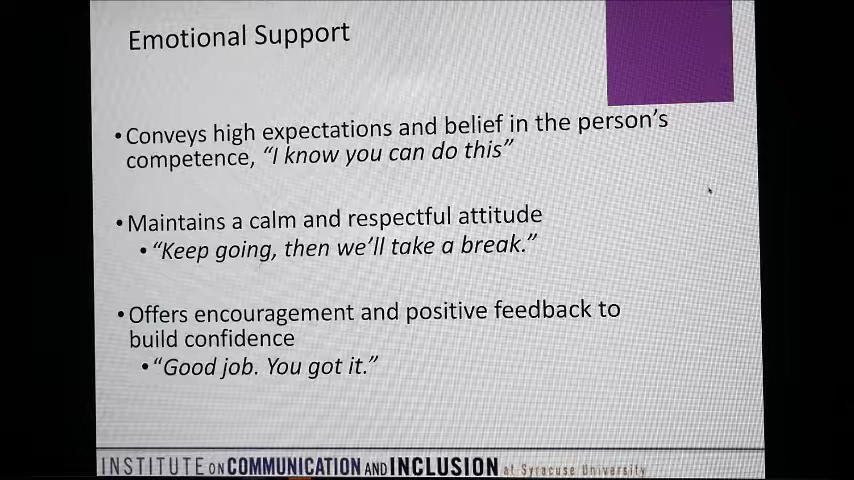 Emotional Support
• Conveys high expectations and belief in the person's
competence, "I know you can do this"
• Maintains a calm and respectful attitude
• "Keep going, then we'll take a break."
• Offers encouragement and positive feedback to
build confidence
• "Good job. You got it."
INSTITUTE ON COMMUNICATION AND INCLUSION at Syracuse University